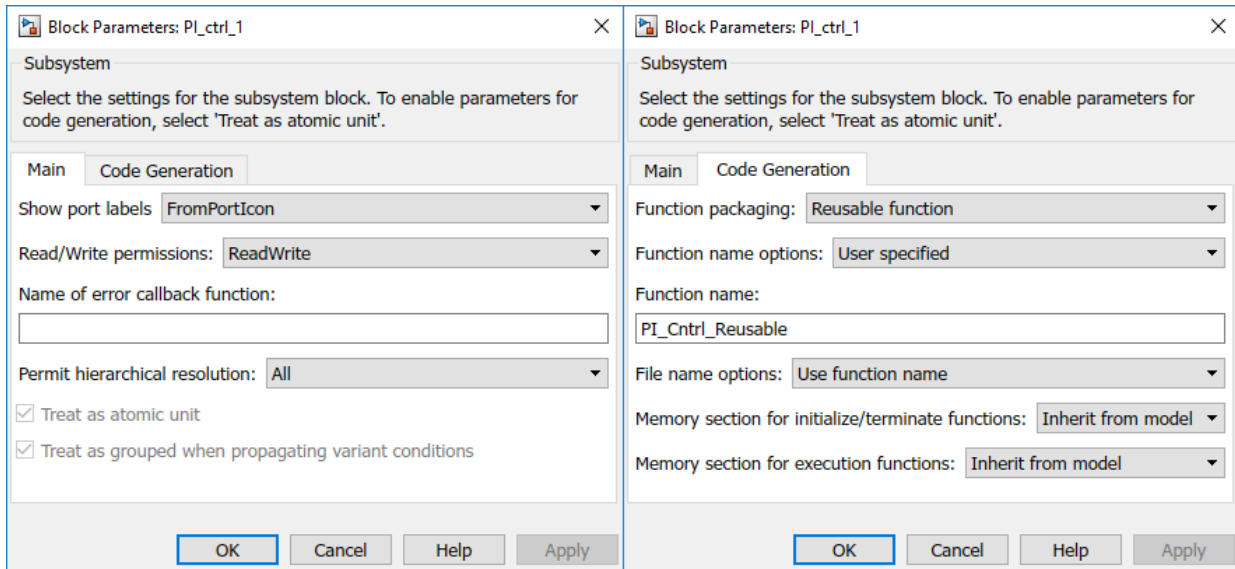 Block Parameters: PI_ctrl_1
Subsystem
Select the settings for the subsystem block. To enable parameters for
code generation, select 'Treat as atomic unit'.
Main Code Generation
Show port labels FromPortIcon
Read/Write permissions: ReadWrite
Name of error callback function:
Permit hierarchical resolution: All
Treat as atomic unit
Treat as grouped when propagating variant conditions
OK Cancel Help Apply
Block Parameters: PI_ctrl_1
Subsystem
Select the settings for the subsystem block. To enable parameters for
code generation, select 'Treat as atomic unit'.
Main Code Generation
Function packaging: Reusable function
Function name options: User specified
Function name:
PI_Cntrl_Reusable
File name options: Use function name
Memory section for initialize/terminate functions: Inherit from model
Memory section for execution functions: Inherit from model
OK Cancel Help Apply